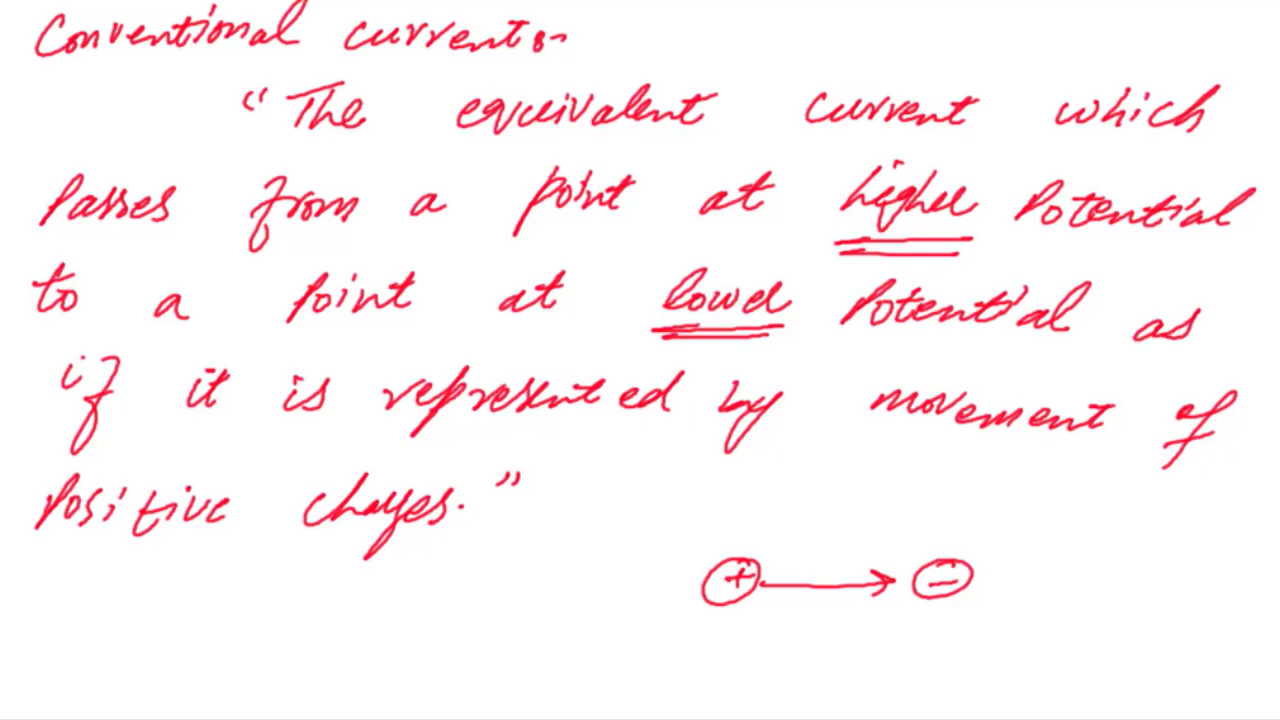 Conventional current:-
"The equivalent current which
passes from a point at higher potential
to a point at lower potential as
if it is represented by movement of
positive charges."
+ → -